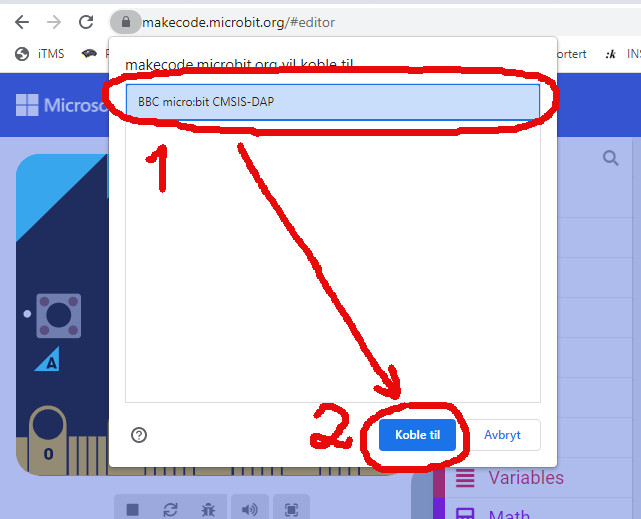 makecode.microbit.org/#editor
iTMS
ortert
:k
INS
makecode.microbit.org vil koble til
Microso
BBC micro:bit CMSIS-DAP
1
A
0
2
Koble til
Avbryt
Variables
Math